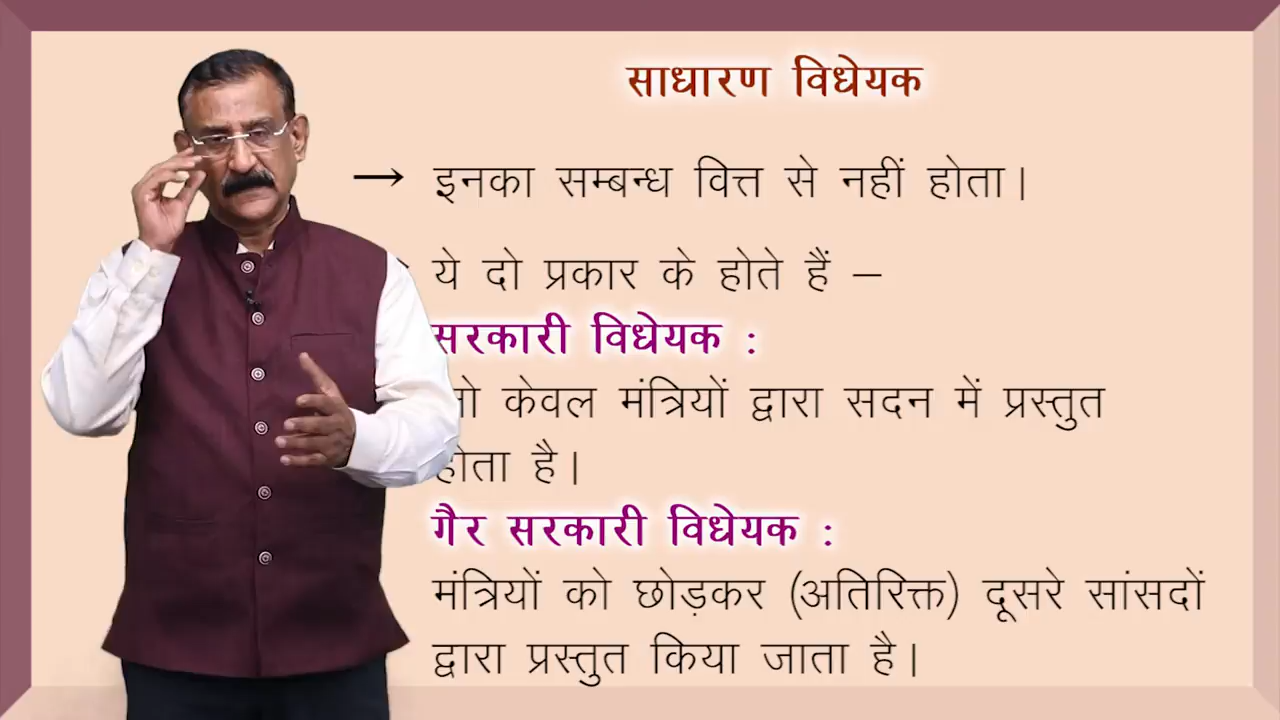 साधारण विधेयक
→ इनका सम्बन्ध वित्त से नहीं होता।
ये दो प्रकार के होते हैं –
सरकारी विधेयक :
केवल मंत्रियों द्वारा सदन में प्रस्तुत
होता है।
गैर सरकारी विधेयक :
मंत्रियों को छोड़कर (अतिरिक्त) दूसरे सांसदों
द्वारा प्रस्तुत किया जाता है।